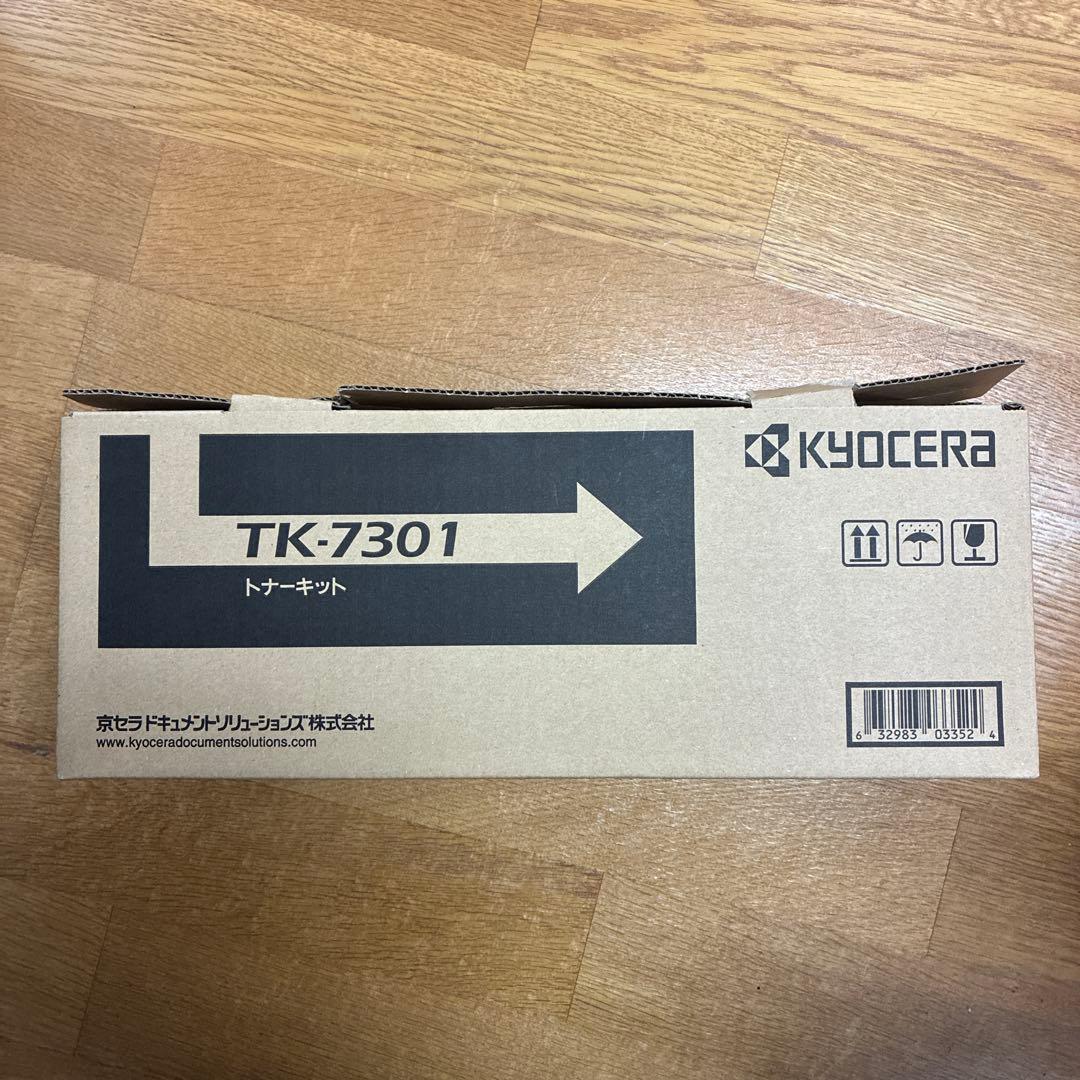 KYOCERA
TK-7301
トナーキット
京セラドキュメントソリューションズ株式会社
www.kyoceradocumentsolutions.com
6 32983 03352 4